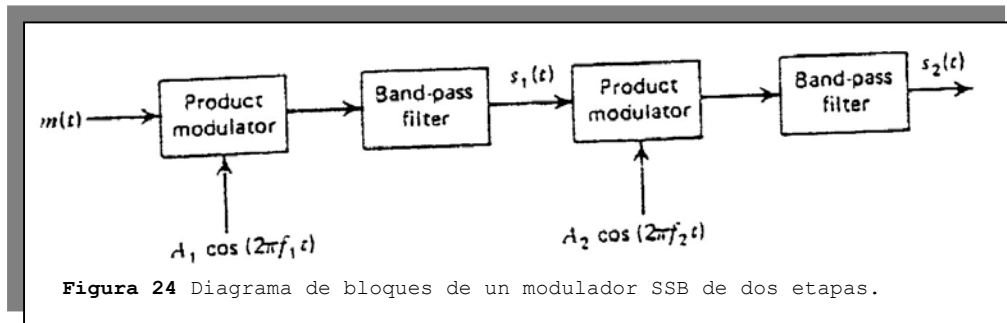 m(t)
Product
modulator
Band-pass
filter
s₁(t)
Product
modulator
Band-pass
filter
s₂(t)
A₁ cos (2πf₁t)
A₂ cos (2πf₂t)
Figura 24 Diagrama de bloques de un modulador SSB de dos etapas.